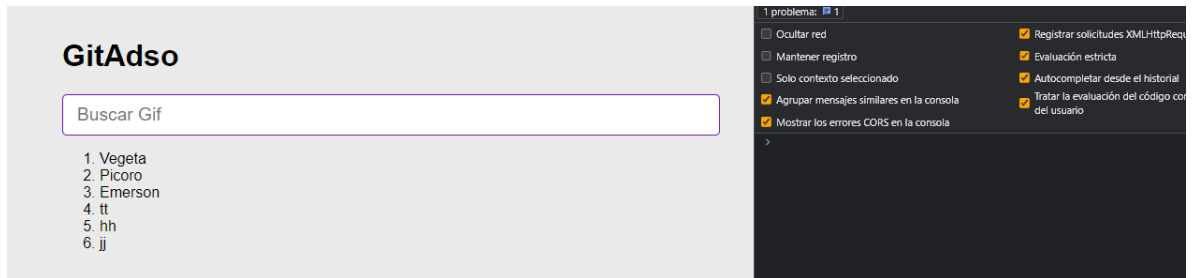 GitAdso
Buscar Gif
1. Vegeta
2. Picoro
3. Emerson
4. tt
5. hh
6. jj
1 problema: 1
Ocultar red
Registrar solicitudes XMLHttpRequ
Mantener registro
Evaluación estricta
Solo contexto seleccionado
Autocompletar desde el historial
Agrupar mensajes similares en la consola
Tratar la evaluación del código con
del usuario
Mostrar los errores CORS en la consola